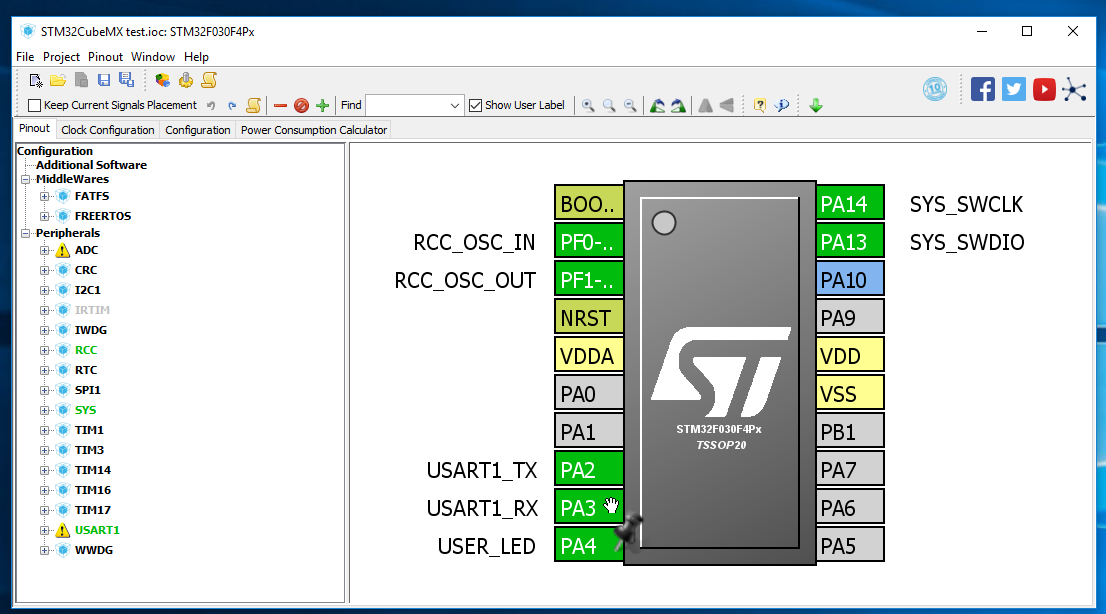 STM32CubeMX test.ioc: STM32F030F4Px
File Project Pinout Window Help
Keep Current Signals Placement Find Show User Label
Pinout Clock Configuration Configuration Power Consumption Calculator
Configuration
Additional Software
MiddleWares
FATFS
FREERTOS
Peripherals
ADC
CRC
I2C1
IRTIM
IWDG
RCC
RTC
SPI1
SYS
TIM1
TIM3
TIM14
TIM16
TIM17
USART1
WWDG
BOO..
RCC_OSC_IN PF0-..
RCC_OSC_OUT PF1-..
NRST
VDDA
PA0
PA1
USART1_TX PA2
USART1_RX PA3
USER_LED PA4
ST
STM32F030F4Px
TSSOP20
PA14 SYS_SWCLK
PA13 SYS_SWDIO
PA10
PA9
VDD
VSS
PB1
PA7
PA6
PA5